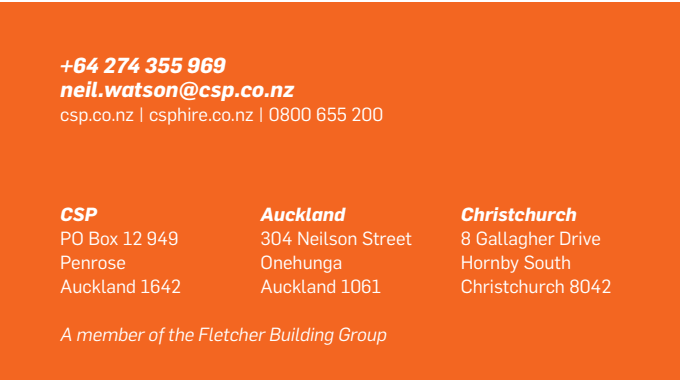 +64 274 355 969
neil.watson@csp.co.nz
csp.co.nz | csphire.co.nz | 0800 655 200
CSP
PO Box 12 949
Penrose
Auckland 1642
Auckland
304 Neilson Street
Onehunga
Auckland 1061
Christchurch
8 Gallagher Drive
Hornby South
Christchurch 8042
A member of the Fletcher Building Group